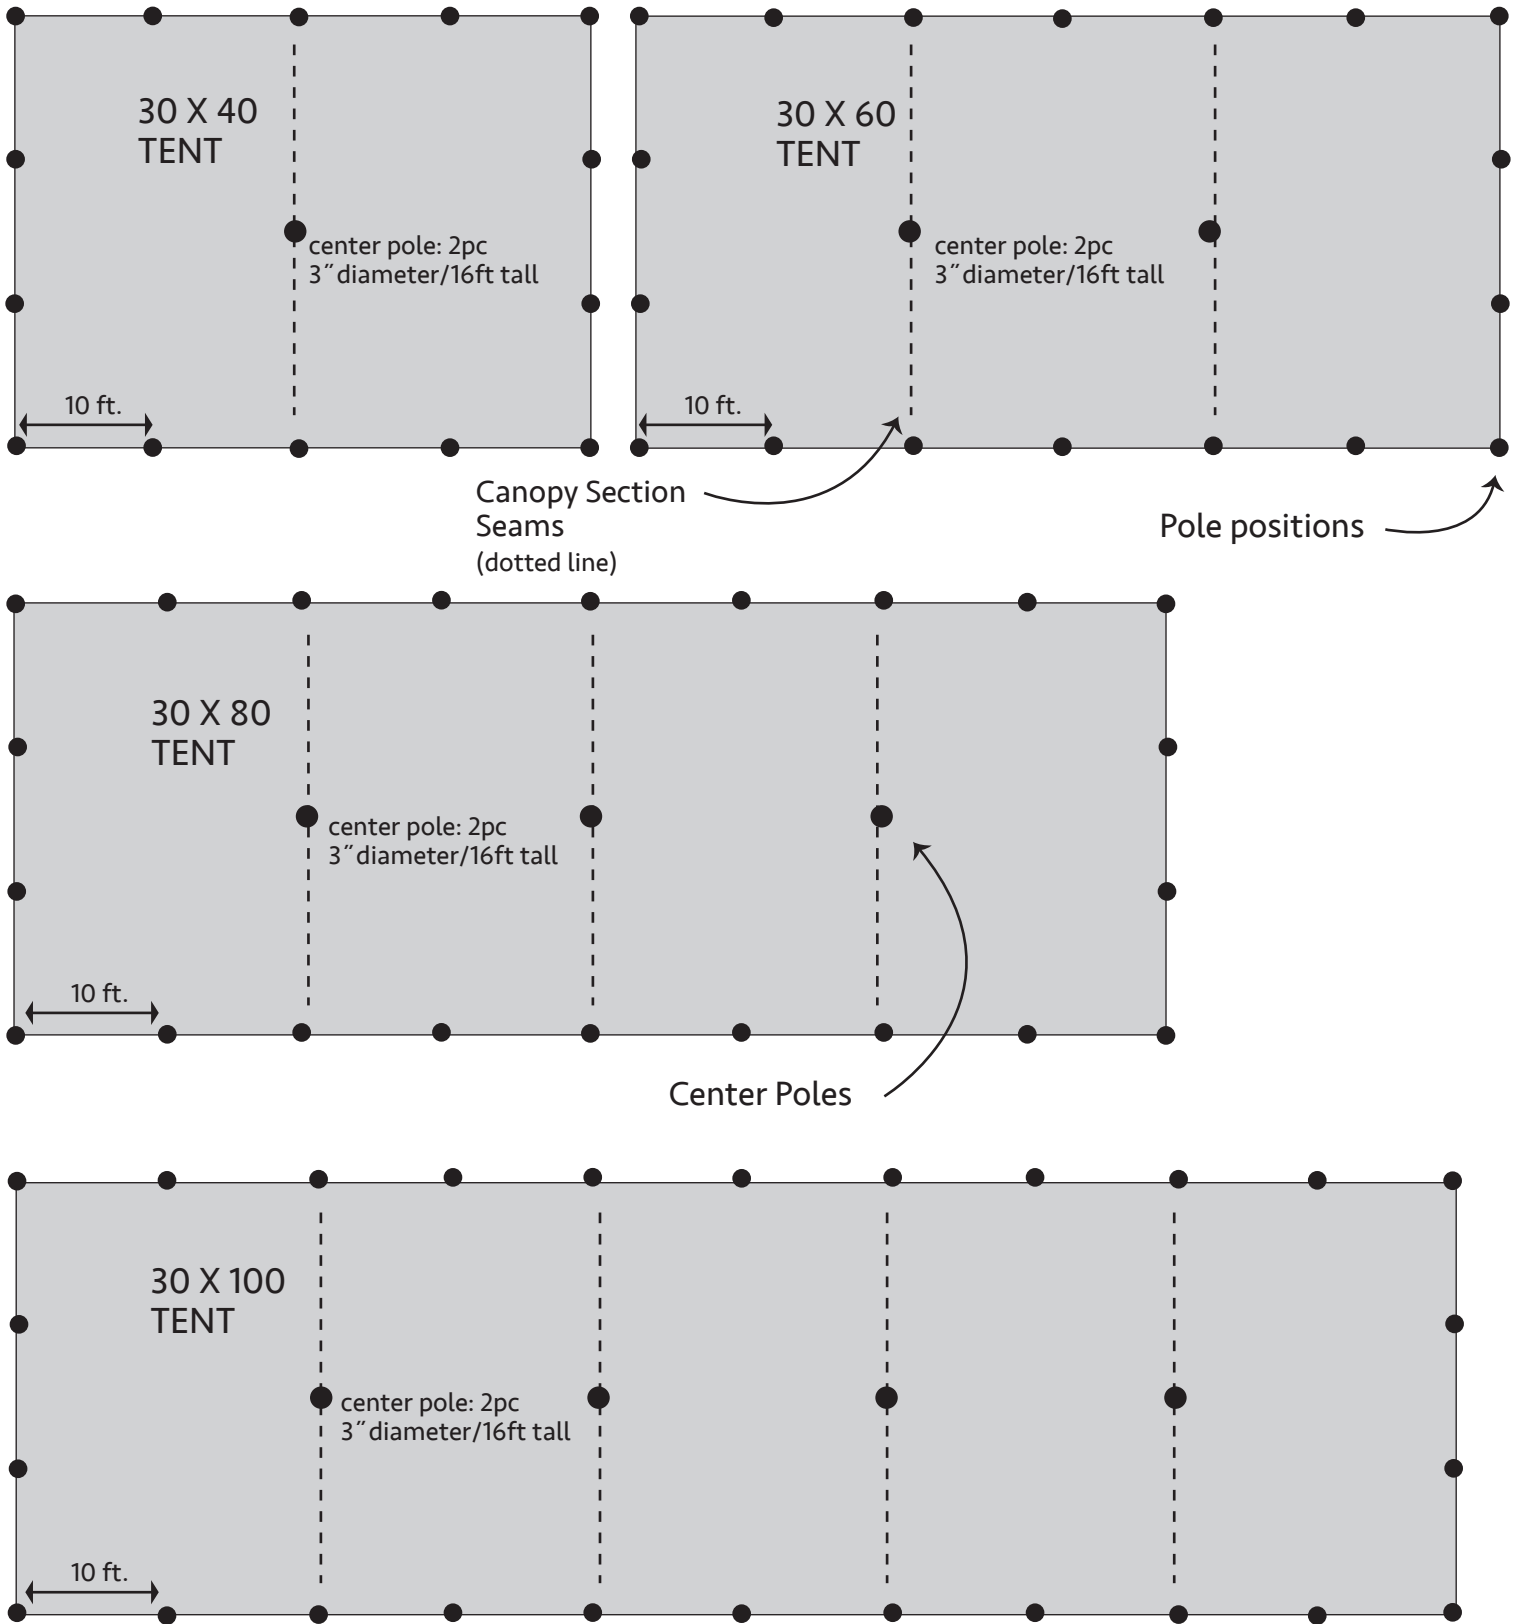 30 X 40
TENT
center pole: 2pc
3˝diameter/16ft tall
10 ft.
30 X 60
TENT
center pole: 2pc
3˝diameter/16ft tall
10 ft.
Canopy Section
Seams
(dotted line)
Pole positions
30 X 80
TENT
center pole: 2pc
3˝diameter/16ft tall
10 ft.
Center Poles
30 X 100
TENT
center pole: 2pc
3˝diameter/16ft tall
10 ft.